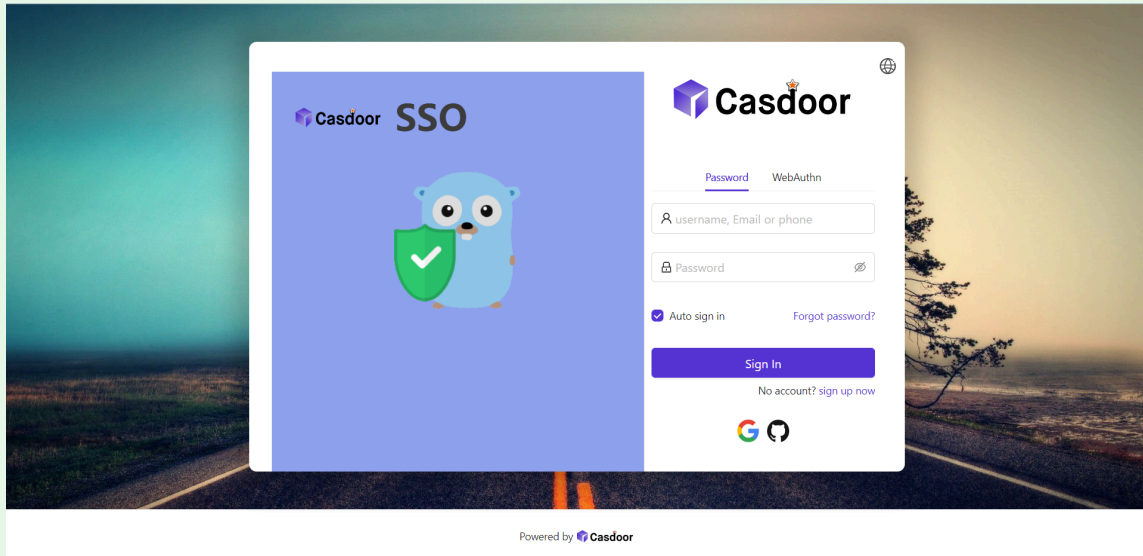 Casdoor SSO
Casdoor
Password WebAuthn
username, Email or phone
Password
Auto sign in Forgot password?
Sign In
No account? sign up now
Powered by Casdoor